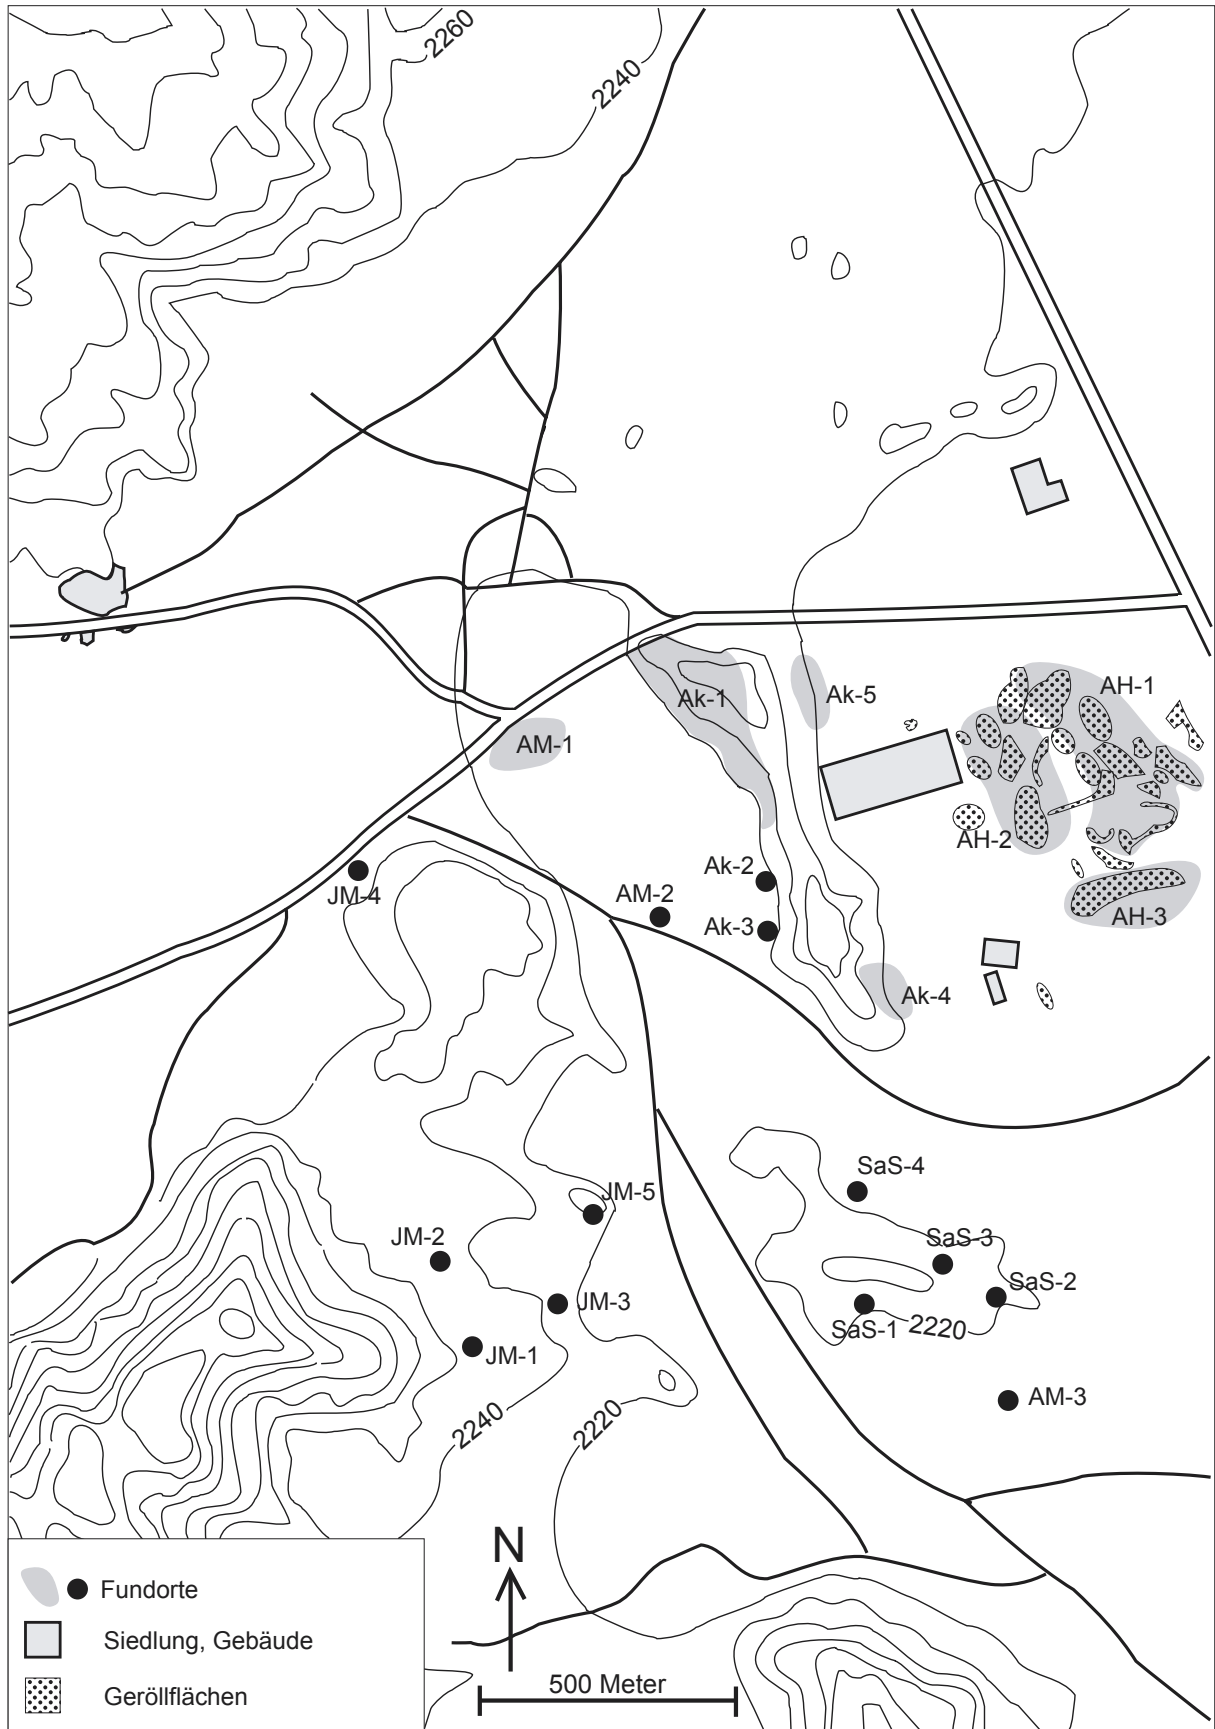 2260
2240
Ak-1
Ak-5
AH-1
AM-1
AH-2
Ak-2
JM-4
AM-2
Ak-3
AH-3
Ak-4
SaS-4
JM-5
JM-2
SaS-3
SaS-2
JM-3
SaS-1
2220
JM-1
AM-3
2240
2220
N
Fundorte
Siedlung, Gebäude
500 Meter
Geröllflächen